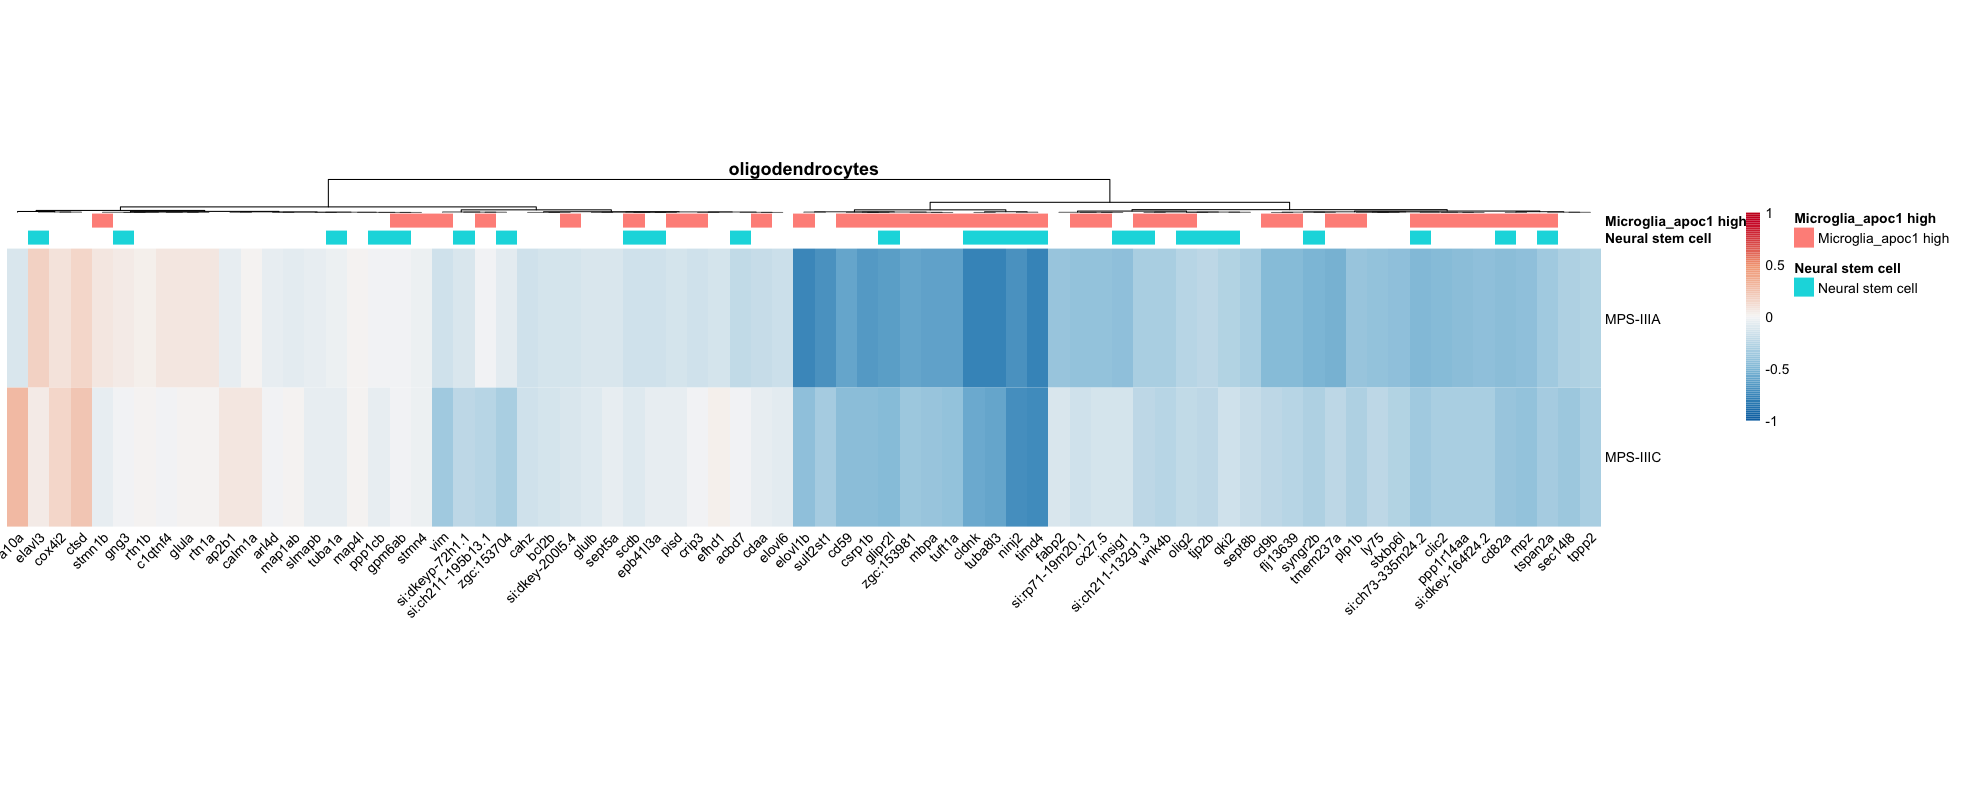 oligodendrocytes
Microglia_apoc1 high
Neural stem cell
1
0.5
0
-0.5
-1
Microglia_apoc1 high
Microglia_apoc1 high
Neural stem cell
Neural stem cell
MPS-IIIA
MPS-IIIC
a10a
elavl3
cox4i2
ctsd
stmn1b
gng3
rtn1b
c1qtnf4
glula
rtn1a
ap2b1
calm1a
arl4d
map1ab
slmapb
tuba1a
map4l
ppp1cb
gpm6ab
stmn4
vim
si:dkeyp-72h1.1
si:ch211-195b13.1
zgc:153704
cahz
bcl2b
si:dkey-200l5.4
glulb
sept5a
scdb
epb41l3a
pisd
crip3
efhd1
acbd7
cdaa
elovl6
elovl1b
sult2st1
cd59
csrp1b
glipr2l
zgc:153981
mbpa
tuft1a
cldnk
tuba8l3
ninj2
timd4
fabp2
si:rp71-19m20.1
cx27.5
insig1
si:ch211-132g1.3
wnk4b
olig2
tjp2b
qki2
sept8b
cd9b
flj13639
syngr2b
tmem237a
plp1b
ly75
stxbp6l
si:ch73-335m24.2
clic2
ppp1r14aa
si:dkey-164f24.2
cd82a
mpz
tspan2a
sec14l8
tppp2